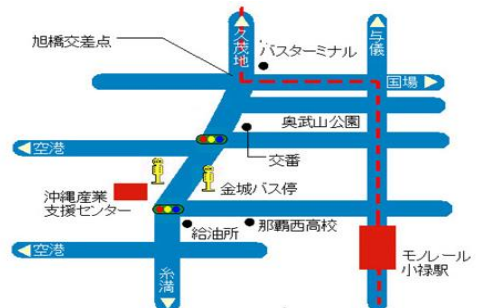 久茂地
与儀
旭橋交差点
バスターミナル
国場
奥武山公園
空港
交番
金城バス停
沖縄産業
支援センター
給油所
那覇西高校
空港
モノレール
小禄駅
糸満